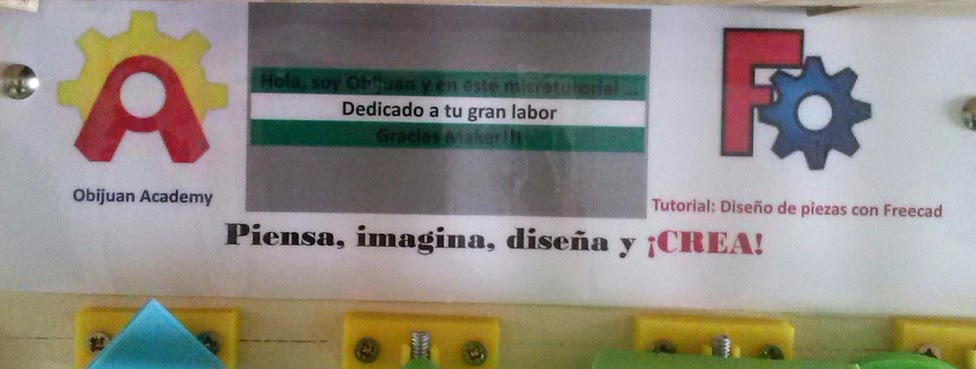 Hola, soy Obijuan y en éste microtutorial ...
Dedicado a tu gran labor
Gracias Maker!!!
Obijuan Academy
Tutorial: Diseño de piezas con Freecad
Piensa, imagina, diseña y ¡CREA!